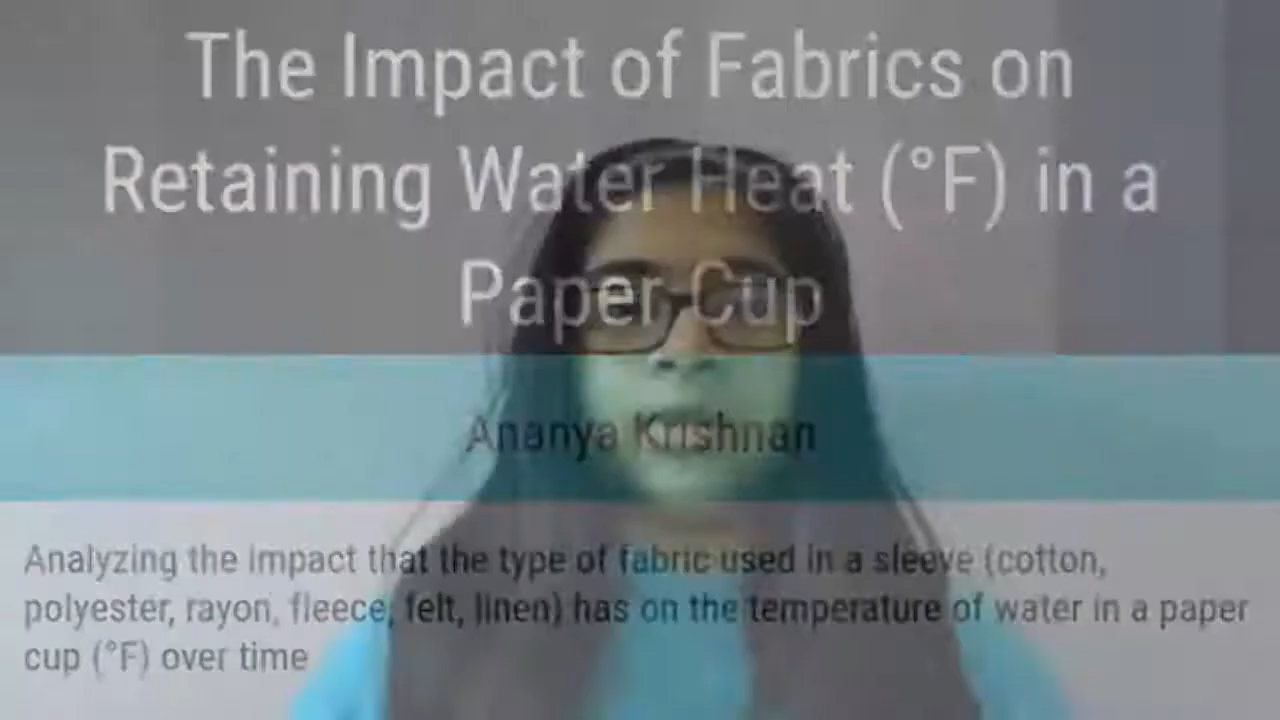 The Impact of Fabrics on
Retaining Water Heat (°F) in a
Paper Cup
Ananya Krishnan
Analyzing the impact that the type of fabric used in a sleeve (cotton,
polyester, rayon, fleece, felt, linen) has on the temperature of water in a paper
cup (°F) over time